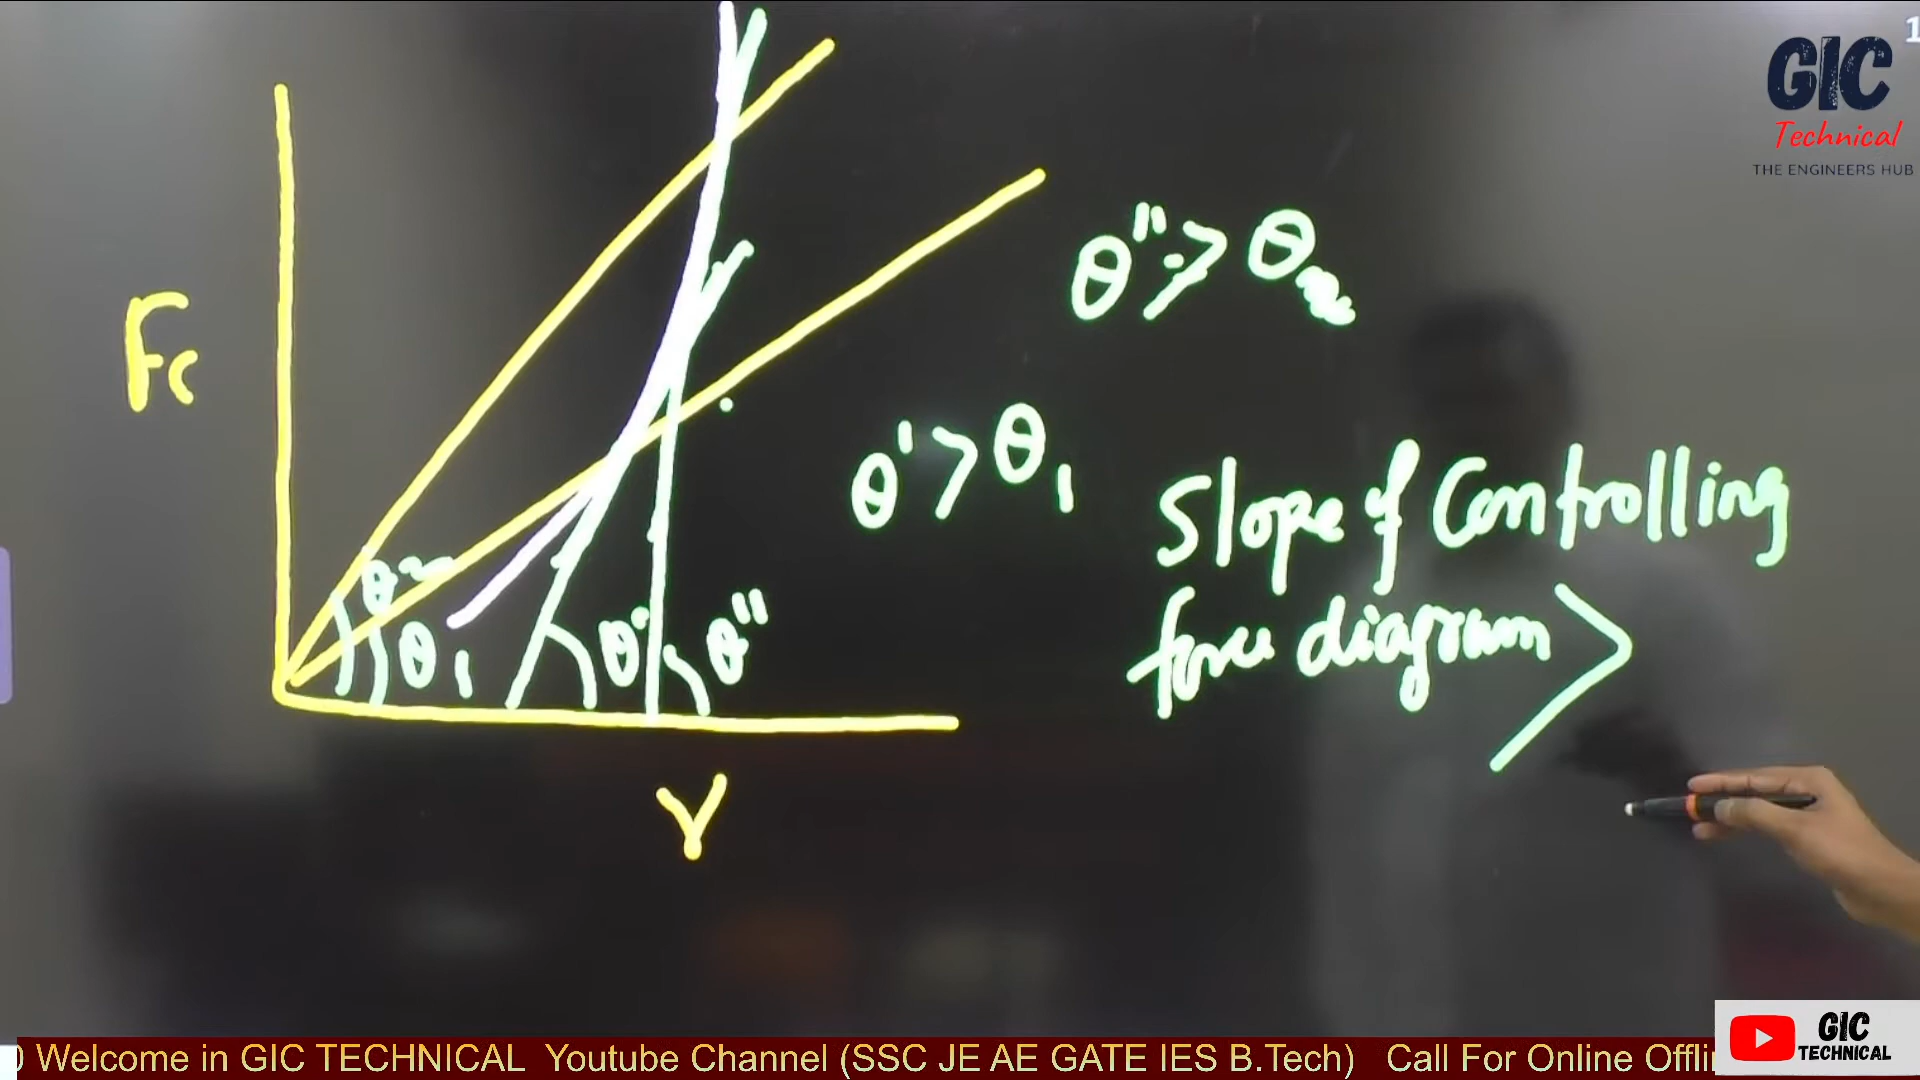 1
GIC
Technical
THE ENGINEERS HUB
θ" > θ
Fc
θ' > θ1
Slope of Controlling
force diagram >
θ2
θ1
θ'
θ"
r
GIC
TECHNICAL
) Welcome in GIC TECHNICAL Youtube Channel (SSC JE AE GATE IES B.Tech) Call For Online Offli